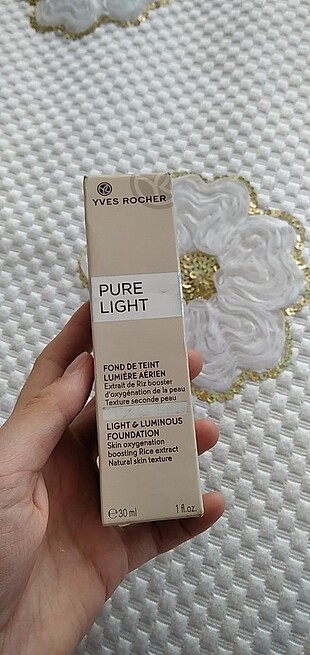 YVES ROCHER
PURE
LIGHT
FOND DE TEINT
LUMIÈRE AÉRIEN
Extrait de Riz booster
d'oxygénation de la peau
Texture seconde peau
LIGHT & LUMINOUS
FOUNDATION
Skin oxygenation
boosting Rice extract
Natural skin texture
℮30 ml 1 fl.oz.